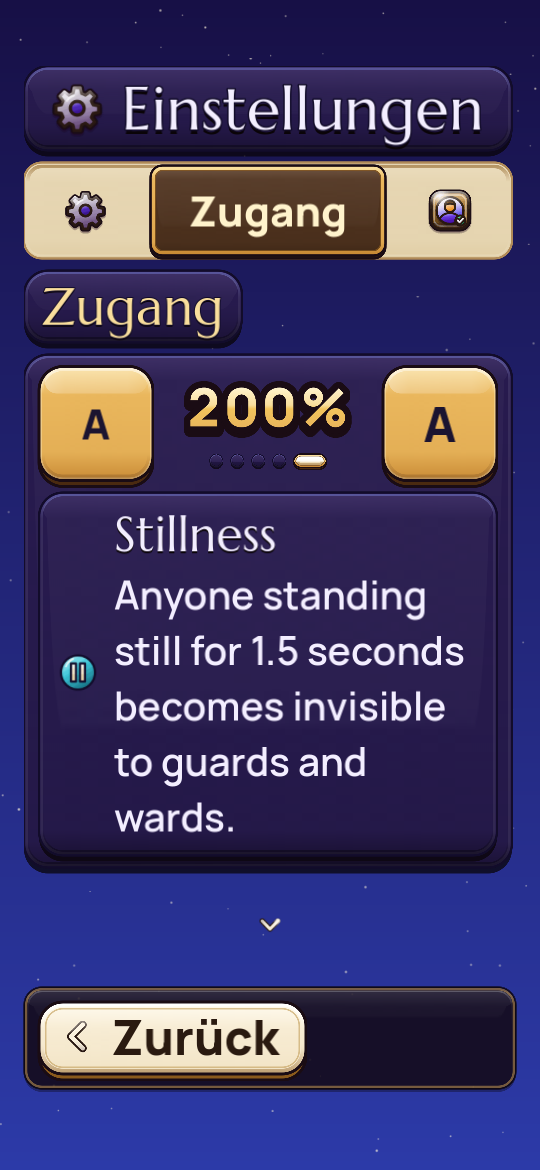 Einstellungen
Zugang
Zugang
A
200%
A
Stillness
Anyone standing
still for 1.5 seconds
becomes invisible
to guards and
wards.
Zurück